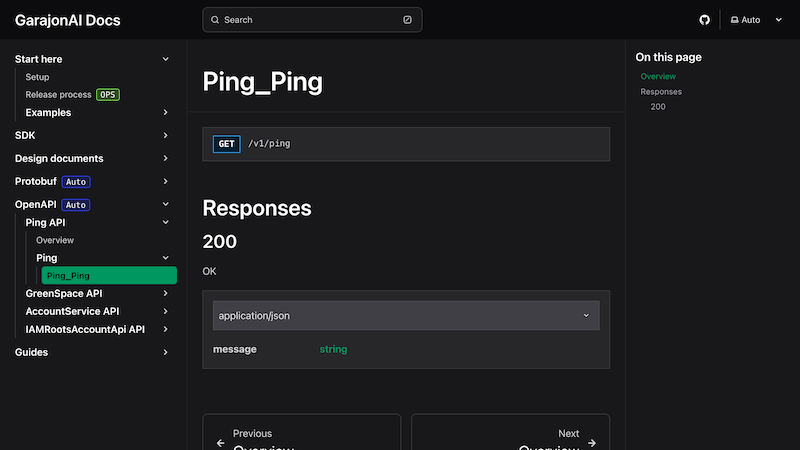 GarajonAI Docs
Search
Auto
Start here
Setup
Release process OPS
Examples
SDK
Design documents
Protobuf Auto
OpenAPI Auto
Ping API
Overview
Ping
Ping_Ping
GreenSpace API
AccountService API
IAMRootsAccountApi API
Guides
Ping_Ping
GET /v1/ping
Responses
200
OK
application/json
message string
Previous
Overview
Next
Overview
On this page
Overview
Responses
200